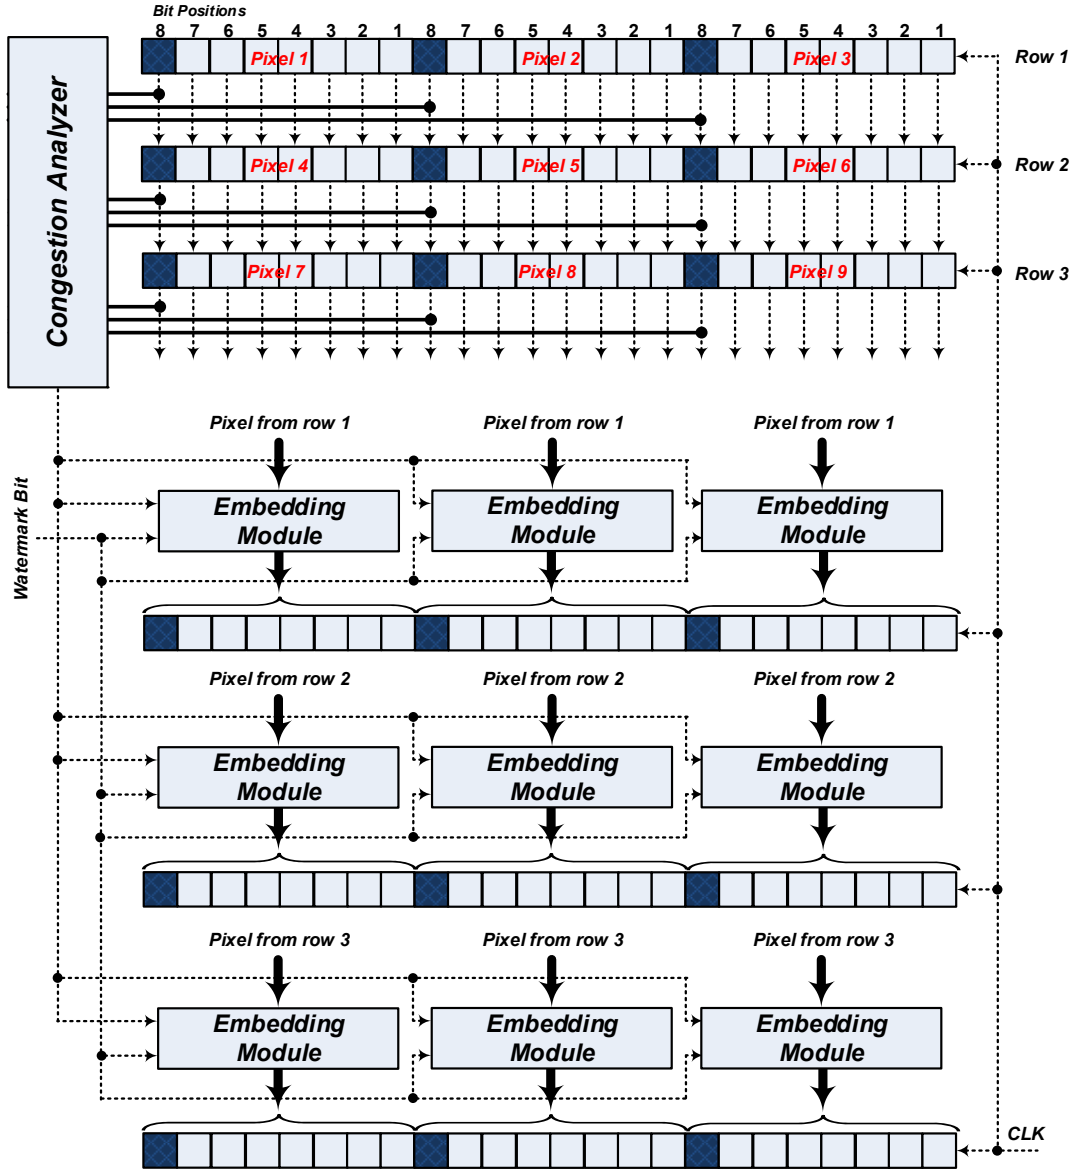 Bit Positions
8 7 6 5 4 3 2 1 8 7 6 5 4 3 2 1 8 7 6 5 4 3 2 1
Pixel 1 Pixel 2 Pixel 3 Row 1
Congestion Analyzer
Pixel 4 Pixel 5 Pixel 6 Row 2
Pixel 7 Pixel 8 Pixel 9 Row 3
Pixel from row 1 Pixel from row 1 Pixel from row 1
Watermark Bit
Embedding Embedding Embedding
Module Module Module
Pixel from row 2 Pixel from row 2 Pixel from row 2
Embedding Embedding Embedding
Module Module Module
Pixel from row 3 Pixel from row 3 Pixel from row 3
Embedding Embedding Embedding
Module Module Module
CLK